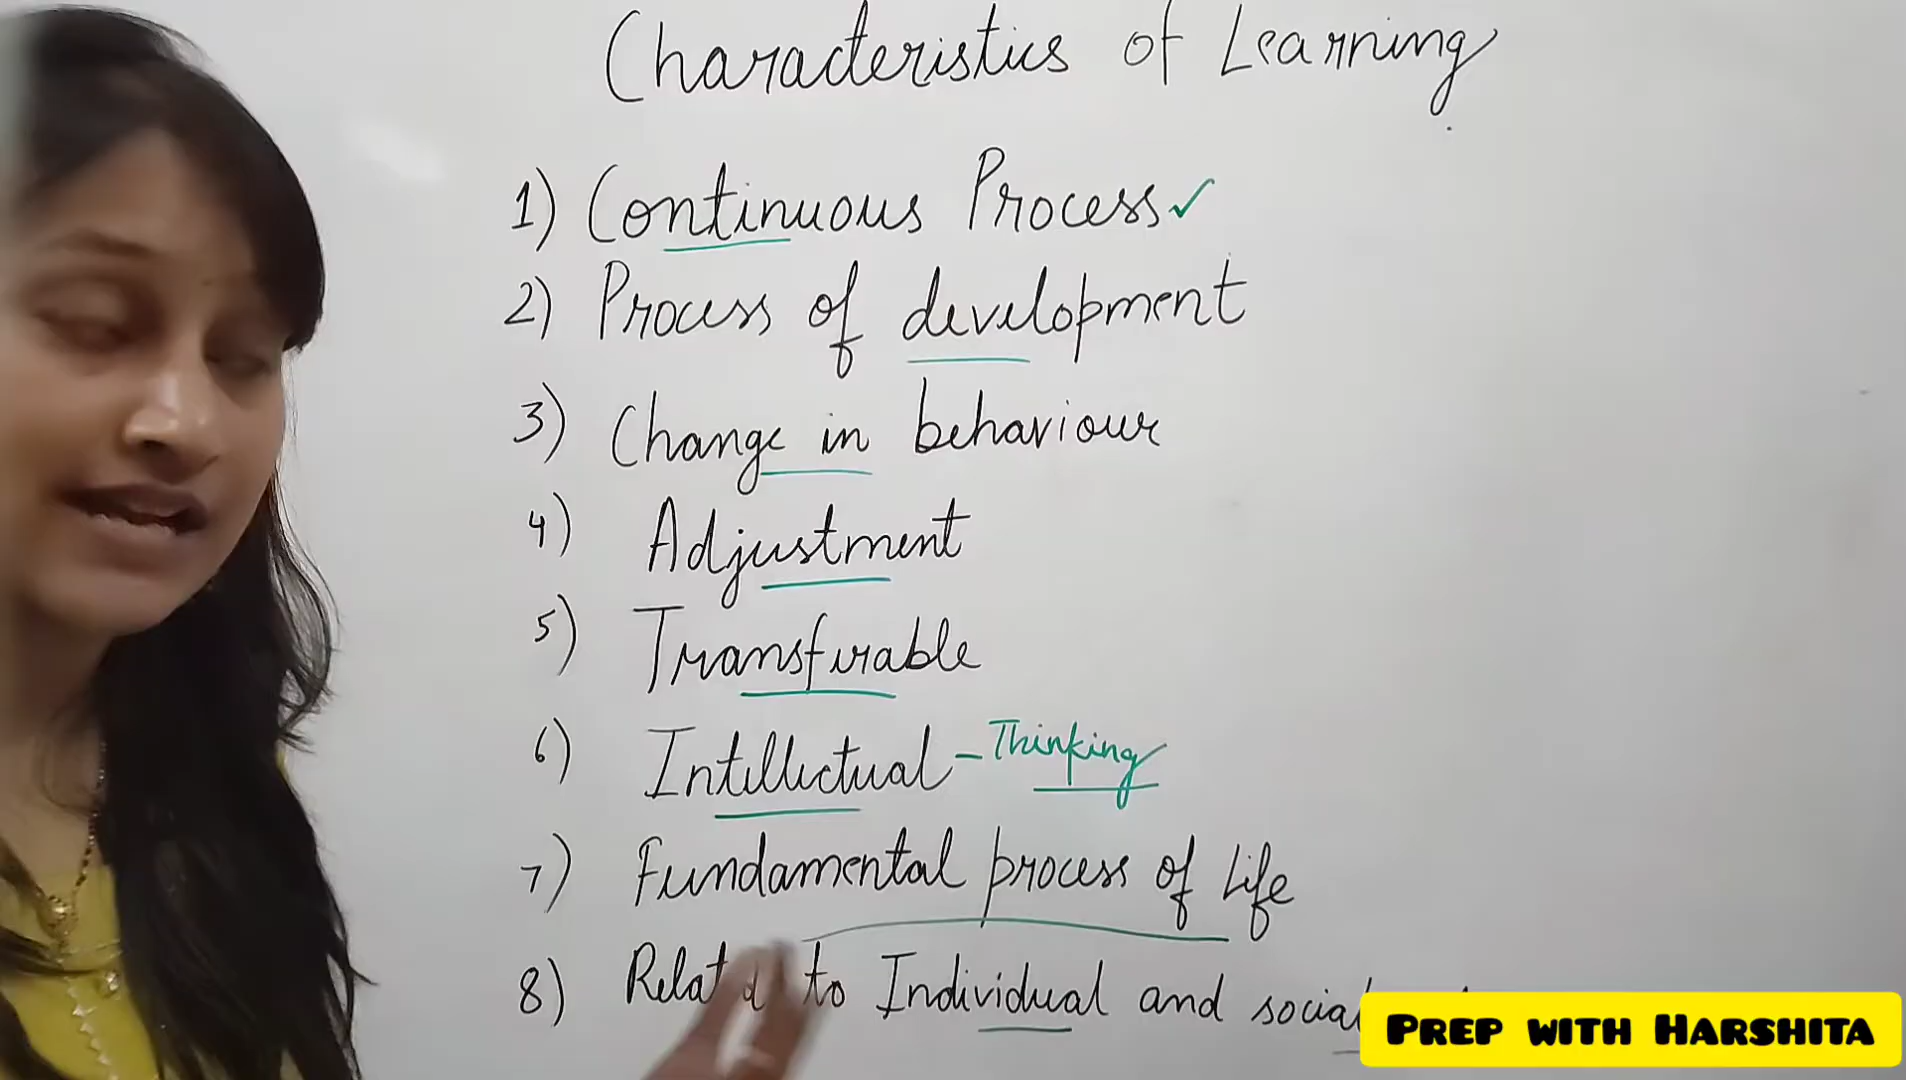 Characteristics of Learning
1) Continuous Process ✓
2) Process of development
3) Change in behaviour
4) Adjustment
5) Transferable
6) Intellectual - Thinking
7) Fundamental process of Life
8) to Individual and social
PREP WITH HARSHITA